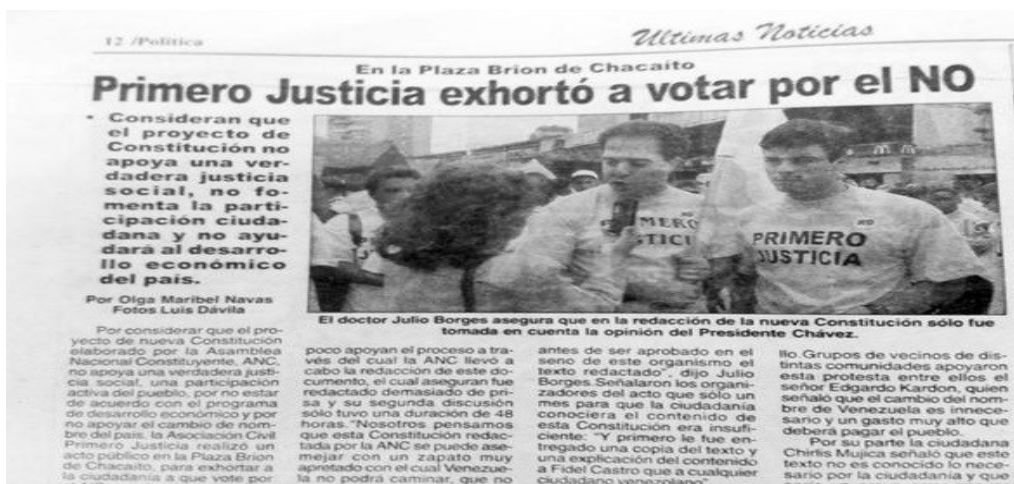 12 /Política
Ultimas Noticias
En la Plaza Brion de Chacaíto
Primero Justicia exhortó a votar por el NO
• Consideran que
el proyecto de
Constitución no
apoya una ver-
dadera justicia
social, no fo-
menta la parti-
cipación ciuda-
dana y no ayu-
dará al desarro-
llo económico
del país.
Por Olga Maribel Navas
Fotos Luis Dávila
MERO
STICI
NO
PRIMERO
JUSTICIA
El doctor Julio Borges asegura que en la redacción de la nueva Constitución sólo fue
tomada en cuenta la opinión del Presidente Chávez.
Por considerar que el pro-
yecto de nueva Constitución
elaborado por la Asamblea
Nacional Constituyente, ANC,
no apoya una verdadera justi-
cia social, una participación
activa del pueblo, por no estar
de acuerdo con el programa
de desarrollo económico y por
no apoyar el cambio de nom-
bre del país, la Asociación Civil
Primero Justicia realizó un
acto público en la Plaza Brion
de Chacaíto, para exhortar a
la ciudadanía a que vote por
poco apoyan el proceso a tra-
vés del cual la ANC llevó a
cabo la redacción de este do-
cumento, el cual aseguran fue
redactado demasiado de pri-
sa y su segunda discusión
sólo tuvo una duración de 48
horas. "Nosotros pensamos
que esta Constitución redac-
tada por la ANC se puede ase-
mejar con un zapato muy
apretado con el cual Venezue-
la no podrá caminar, que no
antes de ser aprobado en el
seno de este organismo el
texto redactado", dijo Julio
Borges. Señalaron los organi-
zadores del acto que sólo un
mes para que la ciudadanía
conociera el contenido de
esta Constitución era insufi-
ciente: "Y primero le fue en-
tregado una copia del texto y
una explicación del contenido
a Fidel Castro que a cualquier
ciudadano venezolano"
llo. Grupos de vecinos de dis-
tintas comunidades apoyaron
esta protesta entre ellos el
señor Edgardo Kardon, quien
señaló que el cambio del nom-
bre de Venezuela es innece-
sario y un gasto muy alto que
deberá pagar el pueblo.
Por su parte la ciudadana
Chirlis Mujica señaló que este
texto no es conocido lo nece-
sario por la ciudadanía y que